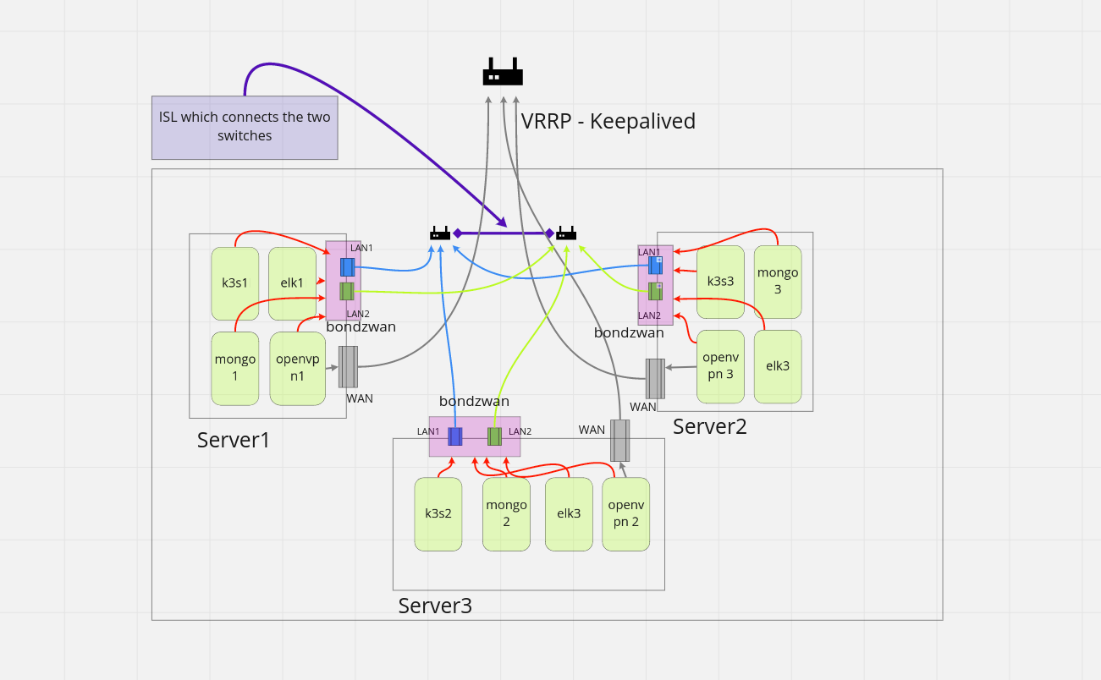 ISL which connects the two
switches
VRRP - Keepalived
k3s1
elk1
LAN1
LAN2
bondzwan
mongo
1
openvp
n1
WAN
Server1
LAN1
LAN2
bondzwan
k3s3
mongo
3
openv
pn 3
elk3
WAN
Server2
bondzwan
LAN1
LAN2
WAN
k3s2
mongo
2
elk3
openv
pn 2
Server3